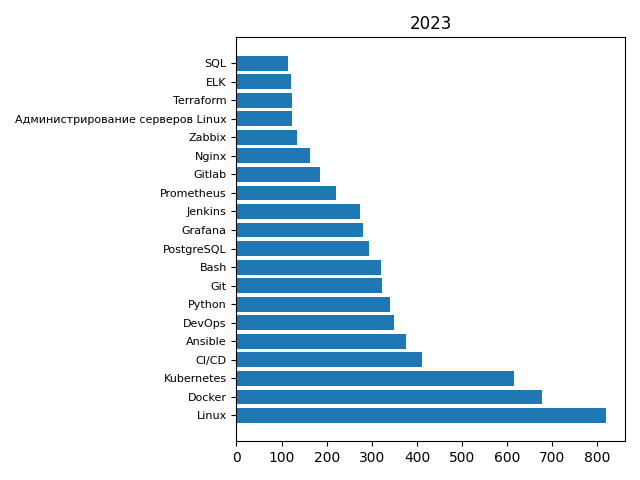 2023
SQL
ELK
Terraform
Администрирование серверов Linux
Zabbix
Nginx
Gitlab
Prometheus
Jenkins
Grafana
PostgreSQL
Bash
Git
Python
DevOps
Ansible
CI/CD
Kubernetes
Docker
Linux
0 100 200 300 400 500 600 700 800